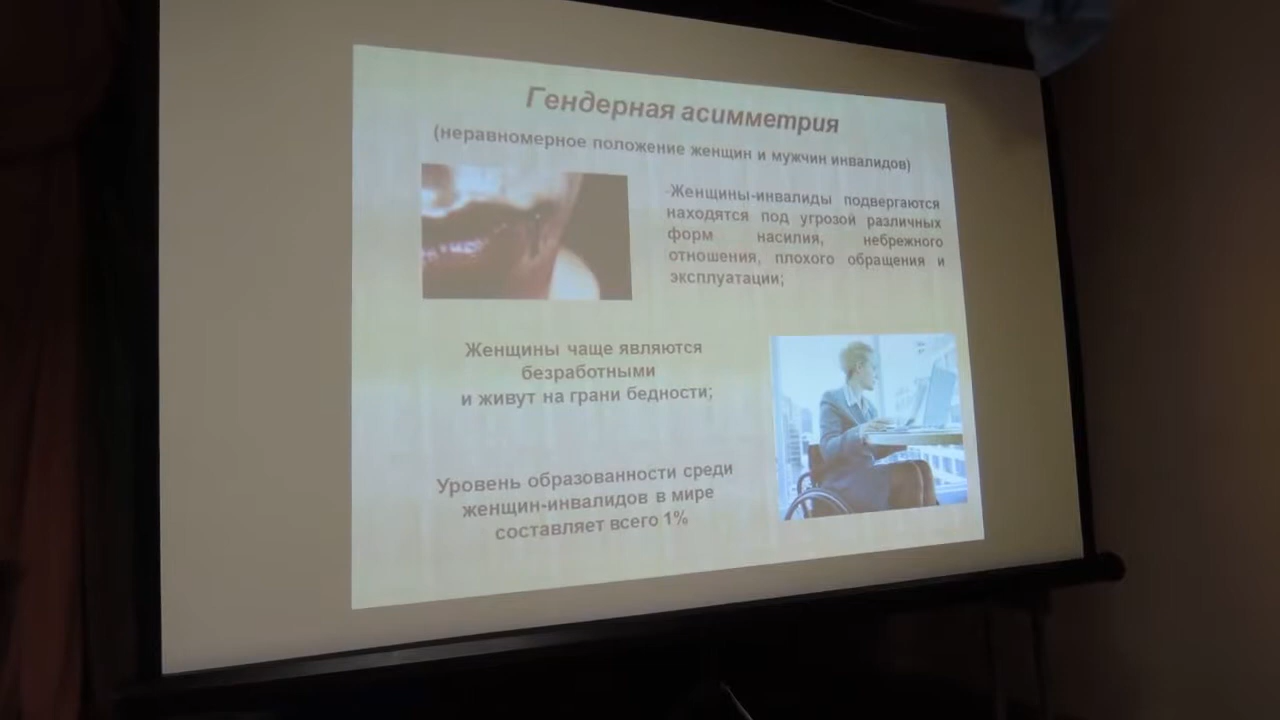 Гендерная асимметрия
(неравномерное положение женщин и мужчин инвалидов)
-Женщины-инвалиды подвергаются
находятся под угрозой различных
форм насилия, небрежного
отношения, плохого обращения и
эксплуатации;
Женщины чаще являются
безработными
и живут на грани бедности;
Уровень образованности среди
женщин-инвалидов в мире
составляет всего 1%